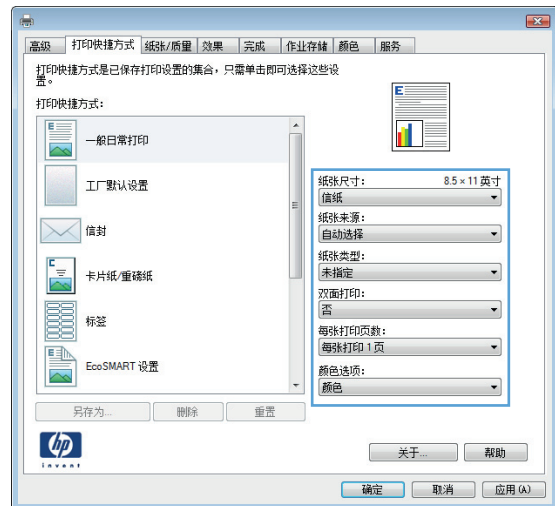 高级 打印快捷方式 纸张/质量 效果 完成 作业存储 颜色 服务
打印快捷方式是已保存打印设置的集合，只需单击即可选择这些设
置。
打印快捷方式：
E
一般日常打印
工厂默认设置
信封
C
卡片纸/重磅纸
标签
E
EcoSMART 设置
另存为... 删除 重置
E
纸张尺寸： 8.5 × 11 英寸
信纸
纸张来源：
自动选择
纸张类型：
未指定
双面打印：
否
每张打印页数：
每张打印 1 页
颜色选项：
颜色
hp
invent
关于... 帮助
确定 取消 应用 (A)